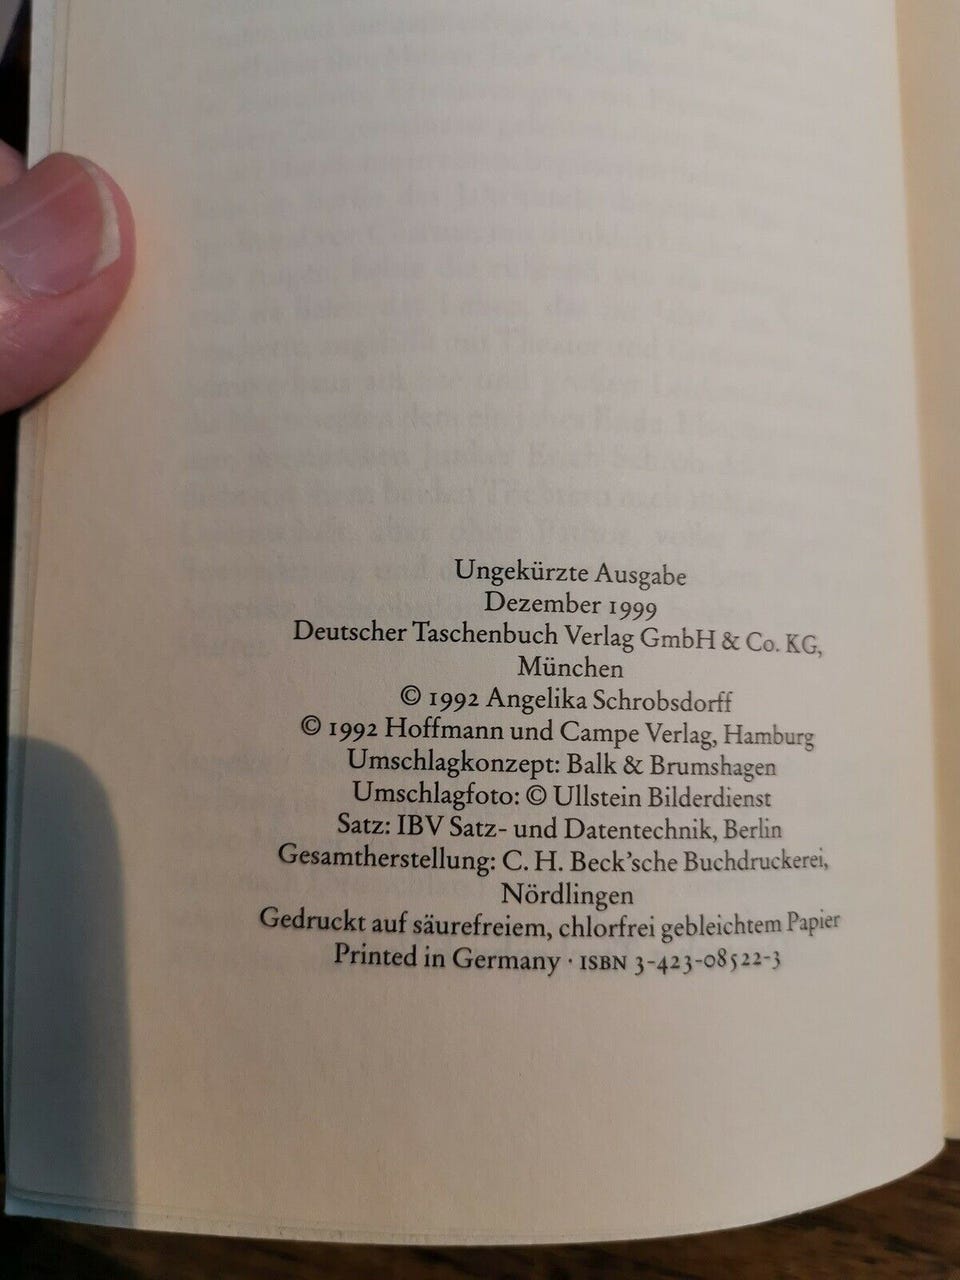 Ungekürzte Ausgabe
Dezember 1999
Deutscher Taschenbuch Verlag GmbH & Co. KG,
München
© 1992 Angelika Schrobsdorff
© 1992 Hoffmann und Campe Verlag, Hamburg
Umschlagkonzept: Balk & Brumshagen
Umschlagfoto: © Ullstein Bilderdienst
Satz: IBV Satz- und Datentechnik, Berlin
Gesamtherstellung: C. H. Beck’sche Buchdruckerei,
Nördlingen
Gedruckt auf säurefreiem, chlorfrei gebleichtem Papier
Printed in Germany · ISBN 3-423-08522-3